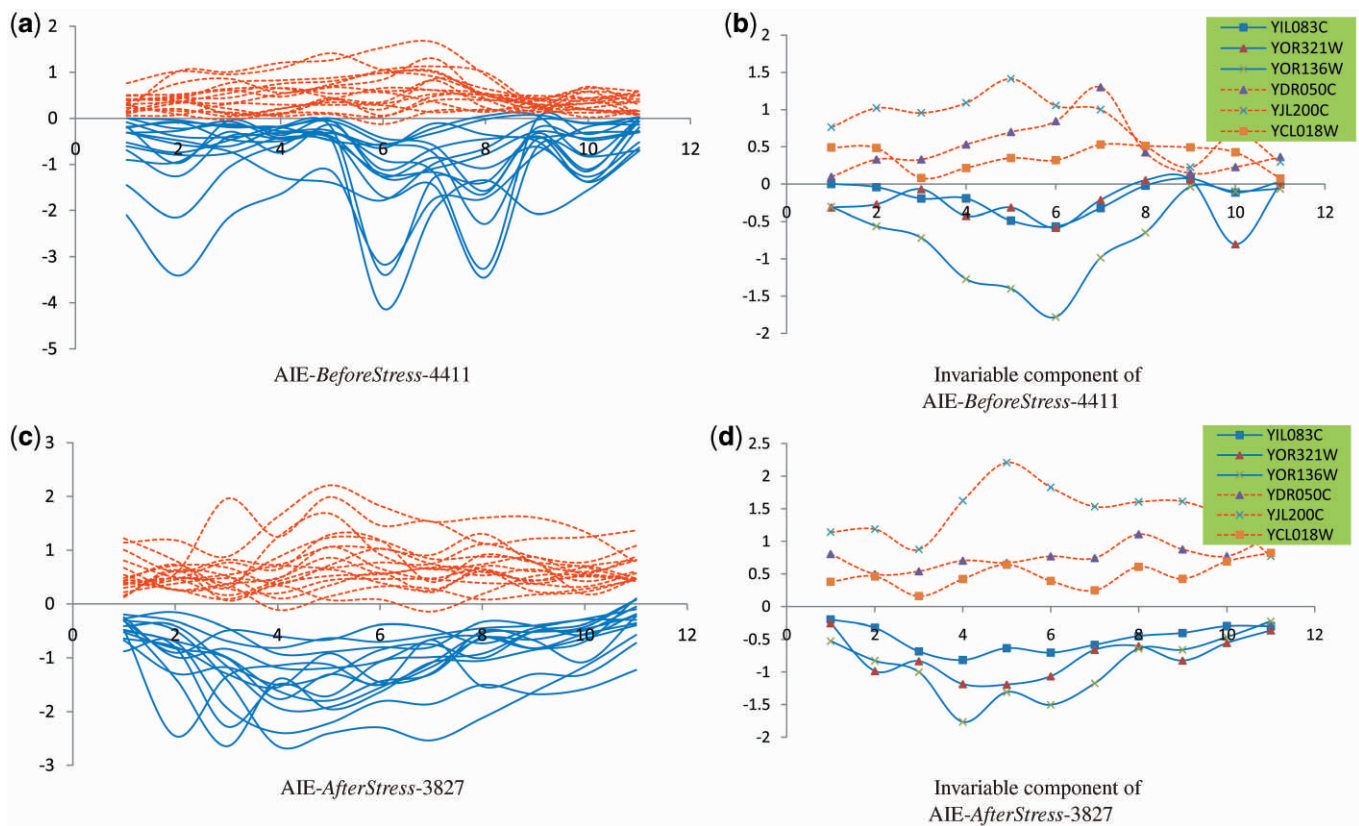 (a)
2
1
0
-1
-2
-3
-4
-5
0 2 4 6 8 10 12
AIE-BeforeStress-4411
(b)
2
1.5
1
0.5
0
-0.5
-1
-1.5
-2
0 2 4 6 8 10 12
YIL083C
YOR321W
YOR136W
YDR050C
YJL200C
YCL018W
Invariable component of
AIE-BeforeStress-4411
(c)
3
2
1
0
-1
-2
-3
0 2 4 6 8 10 12
AIE-AfterStress-3827
(d)
2.5
2
1.5
1
0.5
0
-0.5
-1
-1.5
-2
0 2 4 6 8 10 12
YIL083C
YOR321W
YOR136W
YDR050C
YJL200C
YCL018W
Invariable component of
AIE-AfterStress-3827